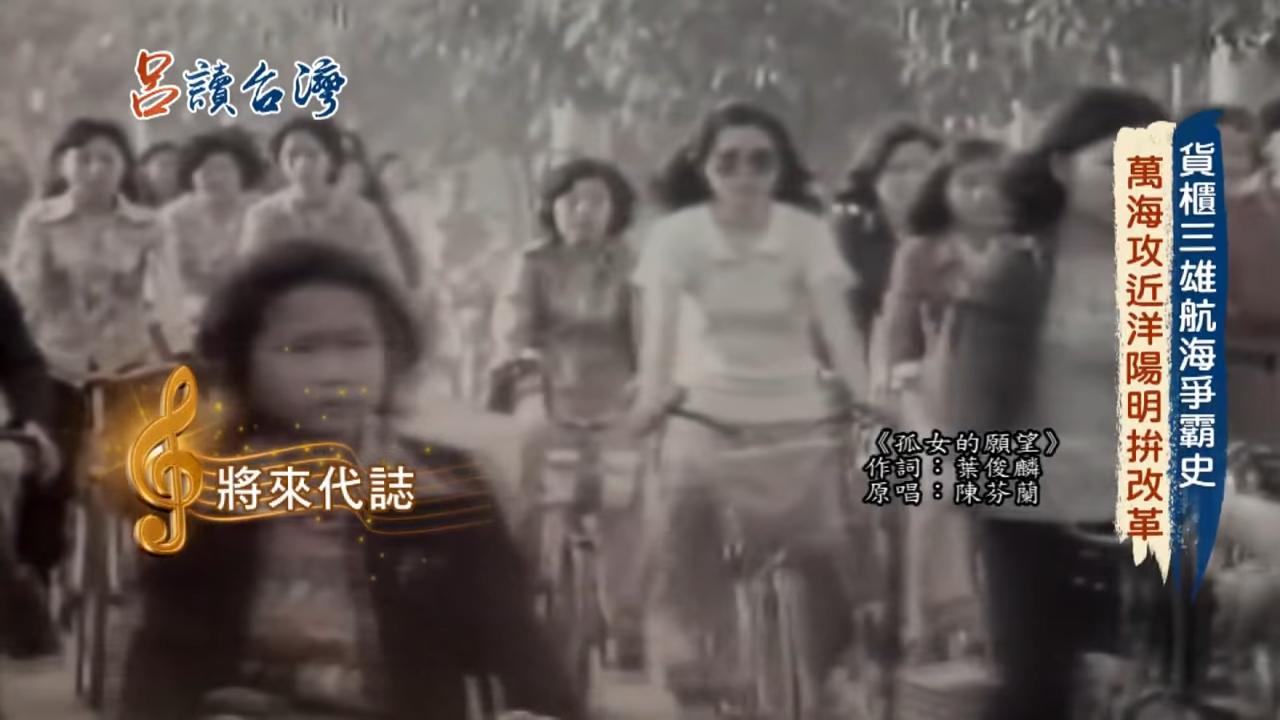 呂讀台灣
貨櫃三雄航海爭霸史
萬海攻近洋陽明拚改革
《孤女的願望》
作詞：葉俊麟
原唱：陳芬蘭
將來代誌